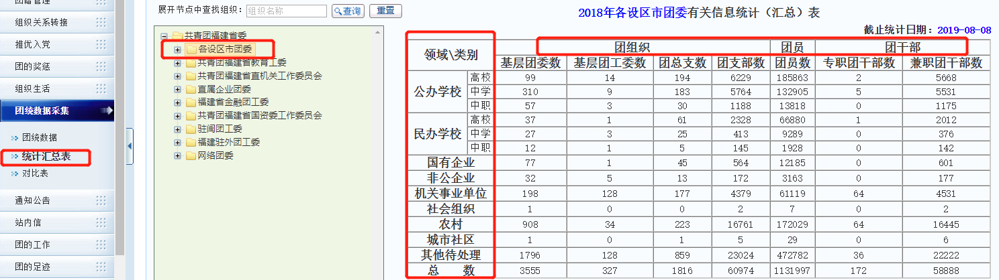 团籍管理
组织关系转接
推优入党
团的奖惩
组织生活
团统数据采集
团统数据
统计汇总表
对比表
通知公告
站内信
团的工作
团的足迹
展开节点中查找组织: 组织名称 查询 重置
共青团福建省委
各设区市团委
共青团福建省教育工委
共青团福建省直机关工作委员会
直属企业团委
福建省金融团工委
共青团福建省国资委工作委员会
驻闽团工委
福建驻外团工委
网络团委
2018年各设区市团委有关信息统计（汇总）表
截止统计日期：2019-08-08
领域\类别 团组织 团员 团干部
基层团委数 基层团工委数 团总支数 团支部数 团员数 专职团干部数 兼职团干部数
公办学校 高校 99 14 194 6229 185863 2 5668
中学 310 9 183 5764 132905 5 5531
中职 57 3 30 1188 13818 0 1175
民办学校 高校 37 1 61 2328 66880 1 2012
中学 27 3 25 413 9289 0 376
中职 12 1 5 145 1928 0 142
国有企业 77 1 45 564 12185 0 601
非公企业 32 5 13 172 3163 0 177
机关事业单位 198 128 177 4379 61119 64 4531
社会组织 1 0 0 2 7 0 2
农村 908 34 223 16761 172029 64 16445
城市社区 1 0 1 5 29 0 6
其他待处理 1796 128 859 23024 472782 36 22222
总 数 3555 327 1816 60974 1131997 172 58888